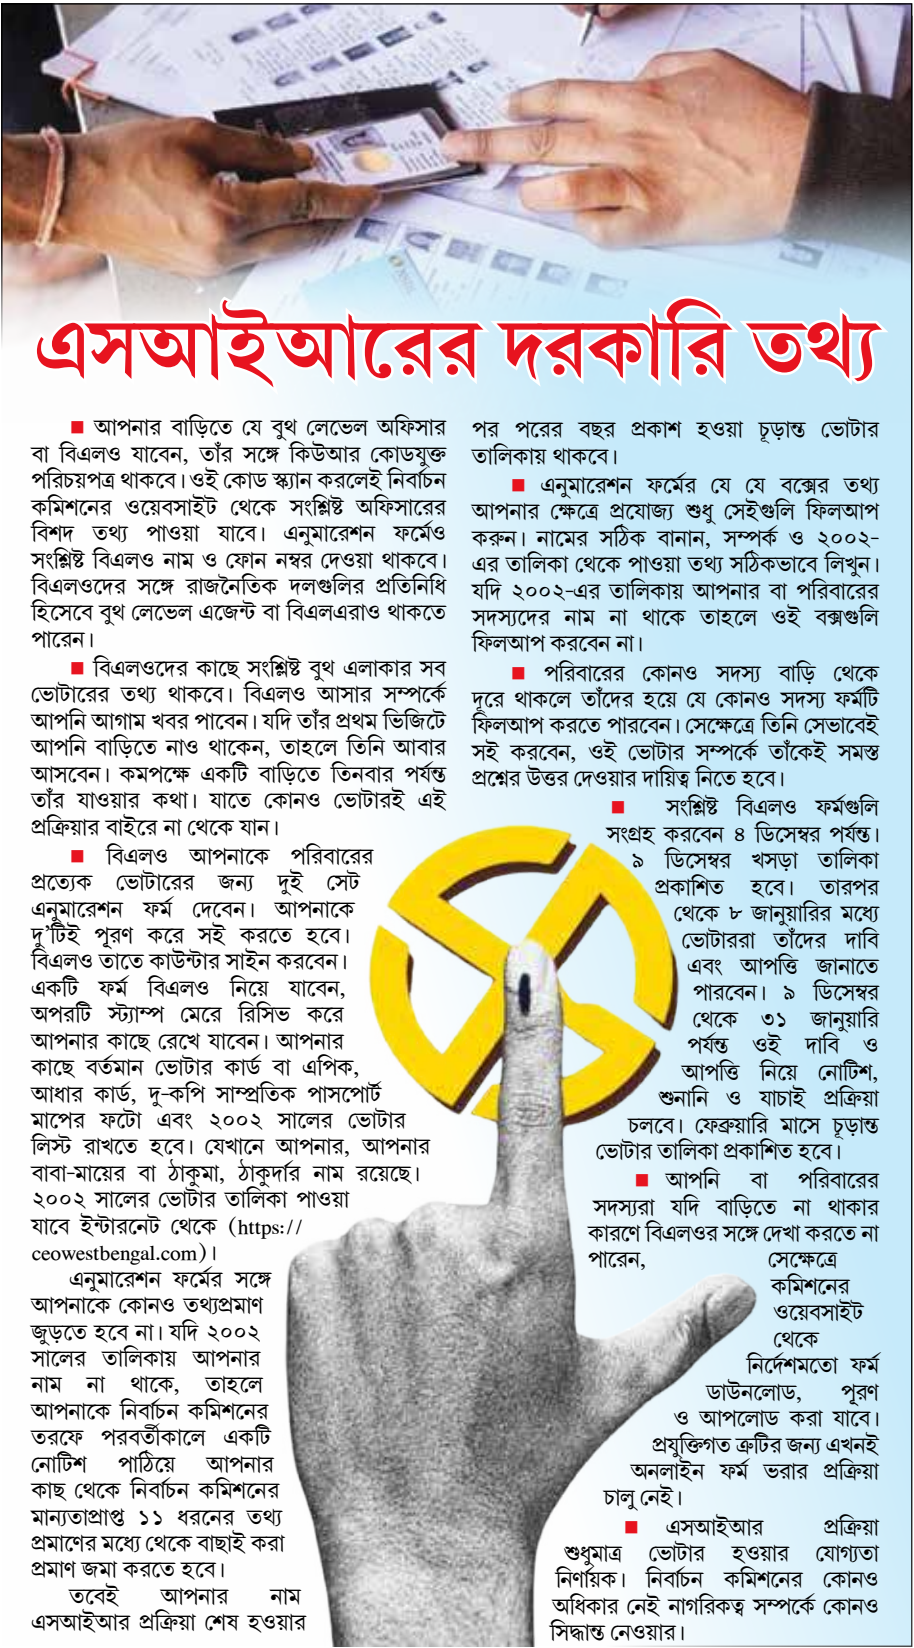 এসআইআরের দরকারি তথ্য
■ আপনার বাড়িতে যে বুথ লেভেল অফিসার
বা বিএলও যাবেন, তাঁর সঙ্গে কিউআর কোডযুক্ত
পরিচয়পত্র থাকবে। ওই কোড স্ক্যান করলেই নির্বাচন
কমিশনের ওয়েবসাইট থেকে সংশ্লিষ্ট অফিসারের
বিশদ তথ্য পাওয়া যাবে। এনুমারেশন ফর্মেও
সংশ্লিষ্ট বিএলও নাম ও ফোন নম্বর দেওয়া থাকবে।
বিএলওদের সঙ্গে রাজনৈতিক দলগুলির প্রতিনিধি
হিসেবে বুথ লেভেল এজেন্ট বা বিএলএরাও থাকতে
পারেন।
■ বিএলওদের কাছে সংশ্লিষ্ট বুথ এলাকার সব
ভোটারের তথ্য থাকবে। বিএলও আসার সম্পর্কে
আপনি আগাম খবর পাবেন। যদি তাঁর প্রথম ভিজিটে
আপনি বাড়িতে নাও থাকেন, তাহলে তিনি আবার
আসবেন। কমপক্ষে একটি বাড়িতে তিনবার পর্যন্ত
তাঁর যাওয়ার কথা। যাতে কোনও ভোটারই এই
প্রক্রিয়ার বাইরে না থেকে যান।
■ বিএলও আপনাকে পরিবারের
প্রত্যেক ভোটারের জন্য দুই সেট
এনুমারেশন ফর্ম দেবেন। আপনাকে
দু’টিই পূরণ করে সই করতে হবে।
বিএলও তাতে কাউন্টার সাইন করবেন।
একটি ফর্ম বিএলও নিয়ে যাবেন,
অপরটি স্ট্যাম্প মেরে রিসিভ করে
আপনার কাছে রেখে যাবেন। আপনার
কাছে বর্তমান ভোটার কার্ড বা এপিক,
আধার কার্ড, দু-কপি সাম্প্রতিক পাসপোর্ট
মাপের ফটো এবং ২০০২ সালের ভোটার
লিস্ট রাখতে হবে। যেখানে আপনার, আপনার
বাবা-মায়ের বা ঠাকুমা, ঠাকুর্দার নাম রয়েছে।
২০০২ সালের ভোটার তালিকা পাওয়া
যাবে ইন্টারনেট থেকে (https://
ceowestbengal.com)।
এনুমারেশন ফর্মের সঙ্গে
আপনাকে কোনও তথ্যপ্রমাণ
জুড়তে হবে না। যদি ২০০২
সালের তালিকায় আপনার
নাম না থাকে, তাহলে
আপনাকে নির্বাচন কমিশনের
তরফে পরবর্তীকালে একটি
নোটিশ পাঠিয়ে আপনার
কাছ থেকে নির্বাচন কমিশনের
মান্যতাপ্রাপ্ত ১১ ধরনের তথ্য
প্রমাণের মধ্যে থেকে বাছাই করা
প্রমাণ জমা করতে হবে।
তবেই আপনার নাম
এসআইআর প্রক্রিয়া শেষ হওয়ার
পর পরের বছর প্রকাশ হওয়া চূড়ান্ত ভোটার
তালিকায় থাকবে।
■ এনুমারেশন ফর্মের যে যে বক্সের তথ্য
আপনার ক্ষেত্রে প্রযোজ্য শুধু সেইগুলি ফিলআপ
করুন। নামের সঠিক বানান, সম্পর্ক ও ২০০২-
এর তালিকা থেকে পাওয়া তথ্য সঠিকভাবে লিখুন।
যদি ২০০২-এর তালিকায় আপনার বা পরিবারের
সদস্যদের নাম না থাকে তাহলে ওই বক্সগুলি
ফিলআপ করবেন না।
■ পরিবারের কোনও সদস্য বাড়ি থেকে
দূরে থাকলে তাঁদের হয়ে যে কোনও সদস্য ফর্মটি
ফিলআপ করতে পারবেন। সেক্ষেত্রে তিনি সেভাবেই
সই করবেন, ওই ভোটার সম্পর্কে তাঁকেই সমস্ত
প্রশ্নের উত্তর দেওয়ার দায়িত্ব নিতে হবে।
■ সংশ্লিষ্ট বিএলও ফর্মগুলি
সংগ্রহ করবেন ৪ ডিসেম্বর পর্যন্ত।
৯ ডিসেম্বর খসড়া তালিকা
প্রকাশিত হবে। তারপর
থেকে ৮ জানুয়ারির মধ্যে
ভোটাররা তাঁদের দাবি
এবং আপত্তি জানাতে
পারবেন। ৯ ডিসেম্বর
থেকে ৩১ জানুয়ারি
পর্যন্ত ওই দাবি ও
আপত্তি নিয়ে নোটিশ,
শুনানি ও যাচাই প্রক্রিয়া
চলবে। ফেব্রুয়ারি মাসে চূড়ান্ত
ভোটার তালিকা প্রকাশিত হবে।
■ আপনি বা পরিবারের
সদস্যরা যদি বাড়িতে না থাকার
কারণে বিএলওর সঙ্গে দেখা করতে না
পারেন, সেক্ষেত্রে
কমিশনের
ওয়েবসাইট
থেকে
নির্দেশমতো ফর্ম
ডাউনলোড, পূরণ
ও আপলোড করা যাবে।
প্রযুক্তিগত ত্রুটির জন্য এখনই
অনলাইন ফর্ম ভরার প্রক্রিয়া
চালু নেই।
■ এসআইআর প্রক্রিয়া
শুধুমাত্র ভোটার হওয়ার যোগ্যতা
নির্ণায়ক। নির্বাচন কমিশনের কোনও
অধিকার নেই নাগরিকত্ব সম্পর্কে কোনও
সিদ্ধান্ত নেওয়ার।